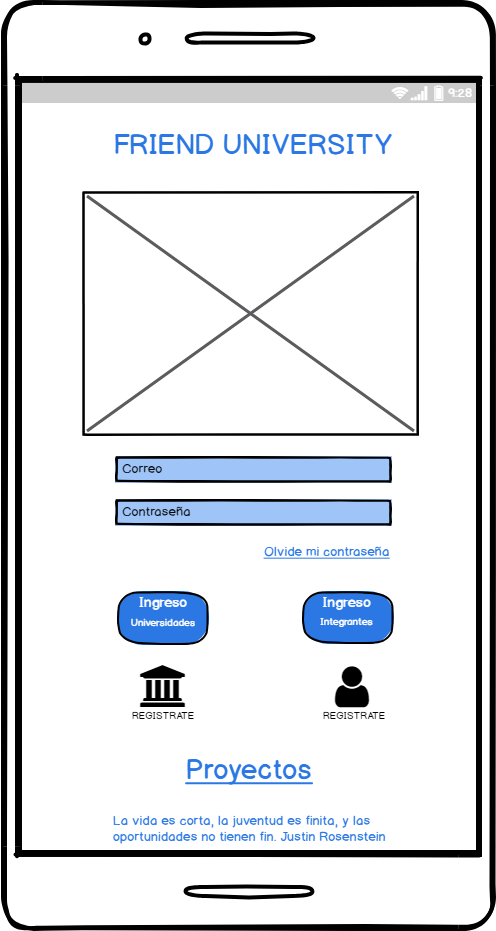 9:28
FRIEND UNIVERSITY
Correo
Contraseña
Olvide mi contraseña
Ingreso
Universidades
Ingreso
Integrantes
REGISTRATE
REGISTRATE
Proyectos
La vida es corta, la juventud es finita, y las
oportunidades no tienen fin. Justin Rosenstein